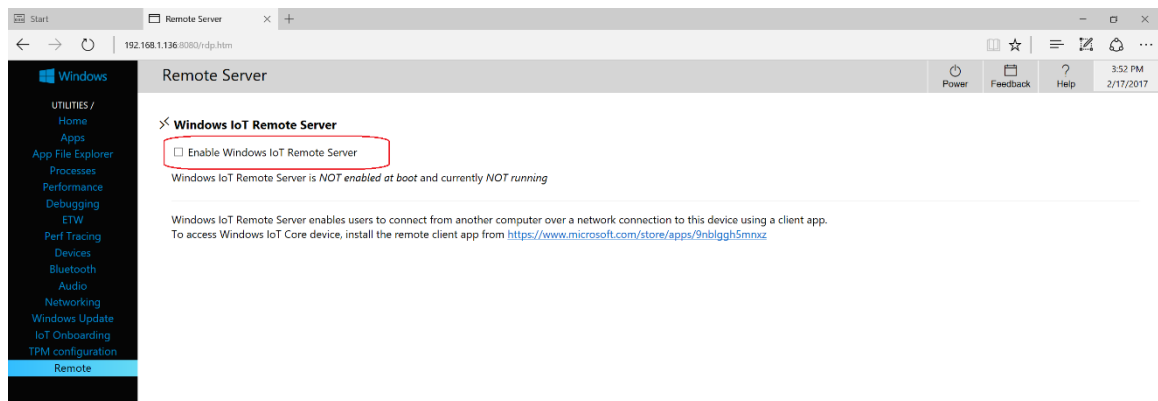 Start
Remote Server
192.168.1.136:8080/rdp.htm
Windows
Remote Server
Power
Feedback
Help
3:52 PM
2/17/2017
UTILITIES /
Home
Apps
App File Explorer
Processes
Performance
Debugging
ETW
Perf Tracing
Devices
Bluetooth
Audio
Networking
Windows Update
IoT Onboarding
TPM configuration
Remote
Windows IoT Remote Server
Enable Windows IoT Remote Server
Windows IoT Remote Server is NOT enabled at boot and currently NOT running
Windows IoT Remote Server enables users to connect from another computer over a network connection to this device using a client app.
To access Windows IoT Core device, install the remote client app from https://www.microsoft.com/store/apps/9nblggh5mnxz